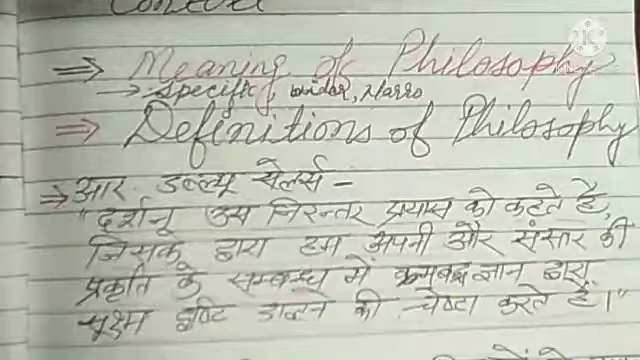 ⇒ Meaning of Philosophy
→ Specific, wider, Narro
⇒ Definitions of Philosophy
⇒ आर डब्ल्यू सेलर्स -
"दर्शन उस निरन्तर प्रयास को कहते है,
जिसके द्वारा हम अपनी और संसार की
प्रकृति के सम्बन्ध में क्रमबद्ध ज्ञान द्वारा
सूक्ष्म दृष्टि डालने की चेष्टा करते हैं।"